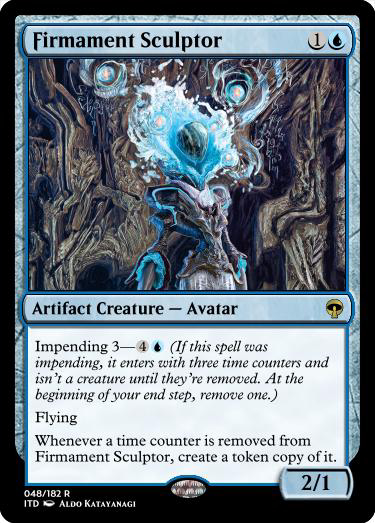 Firmament Sculptor 1
Artifact Creature — Avatar
Impending 3—4 (If this spell was
impending, it enters with three time counters and
isn't a creature until they're removed. At the
beginning of your end step, remove one.)
Flying
Whenever a time counter is removed from
Firmament Sculptor, create a token copy of it.
2/1
048/182 R
ITD Aldo Katayanagi